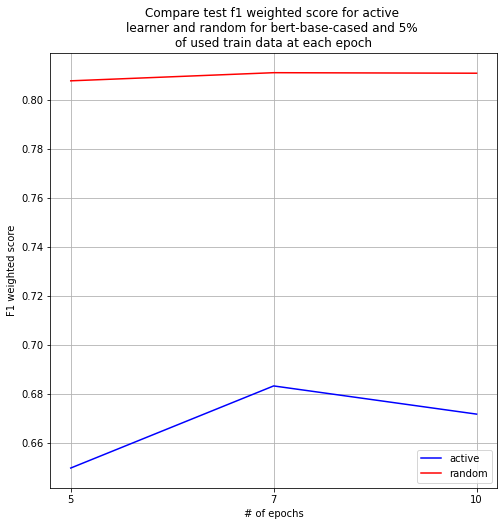 Compare test f1 weighted score for active
learner and random for bert-base-cased and 5%
of used train data at each epoch
F1 weighted score
0.80
0.78
0.76
0.74
0.72
0.70
0.68
0.66
5
7
10
# of epochs
active
random